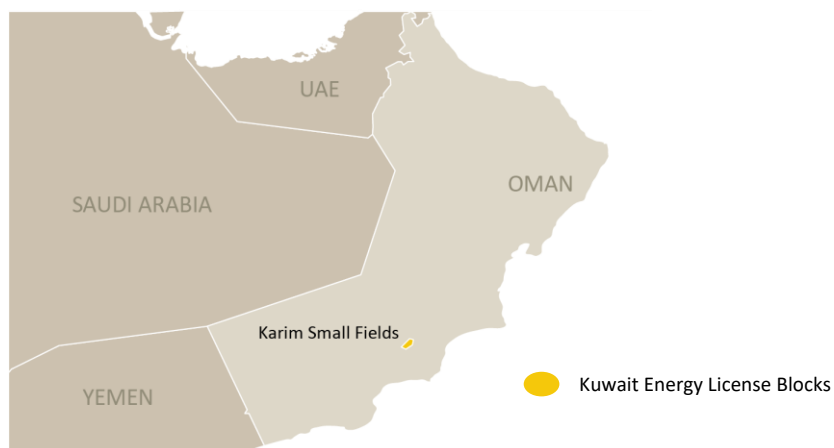 UAE
OMAN
SAUDI ARABIA
Karim Small Fields
YEMEN
Kuwait Energy License Blocks